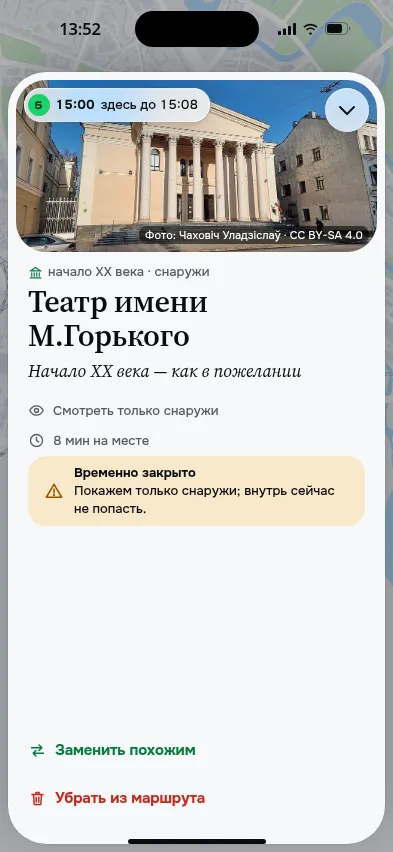 13:52
5 15:00 здесь до 15:08
Фото: Чаховіч Уладзіслаў · CC BY-SA 4.0
начало XX века · снаружи
Театр имени
М.Горького
Начало XX века — как в пожелании
Смотреть только снаружи
8 мин на месте
Временно закрыто
Покажем только снаружи; внутрь сейчас
не попасть.
Заменить похожим
Убрать из маршрута